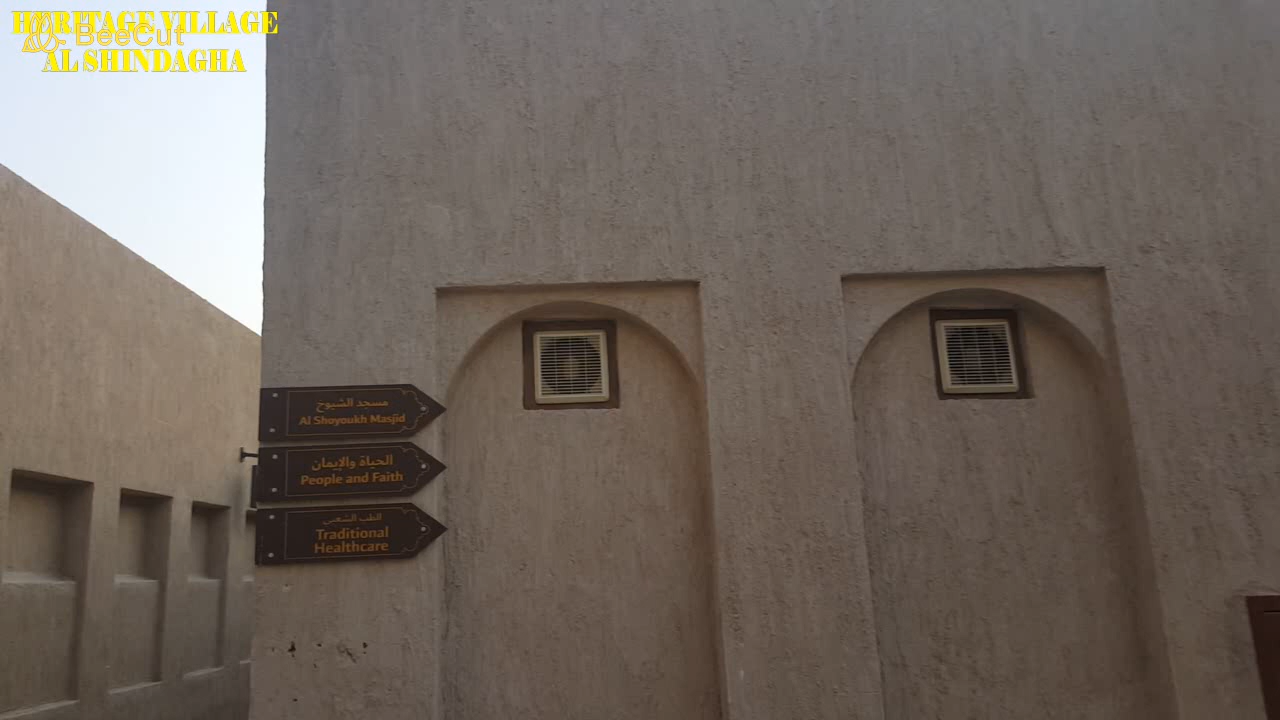 HERITAGE VILLAGE
BeeCut
AL SHINDAGHA
مسجد الشيوخ
Al Shoyoukh Masjid
الحياة والإيمان
People and Faith
الطب الشعبي
Traditional
Healthcare